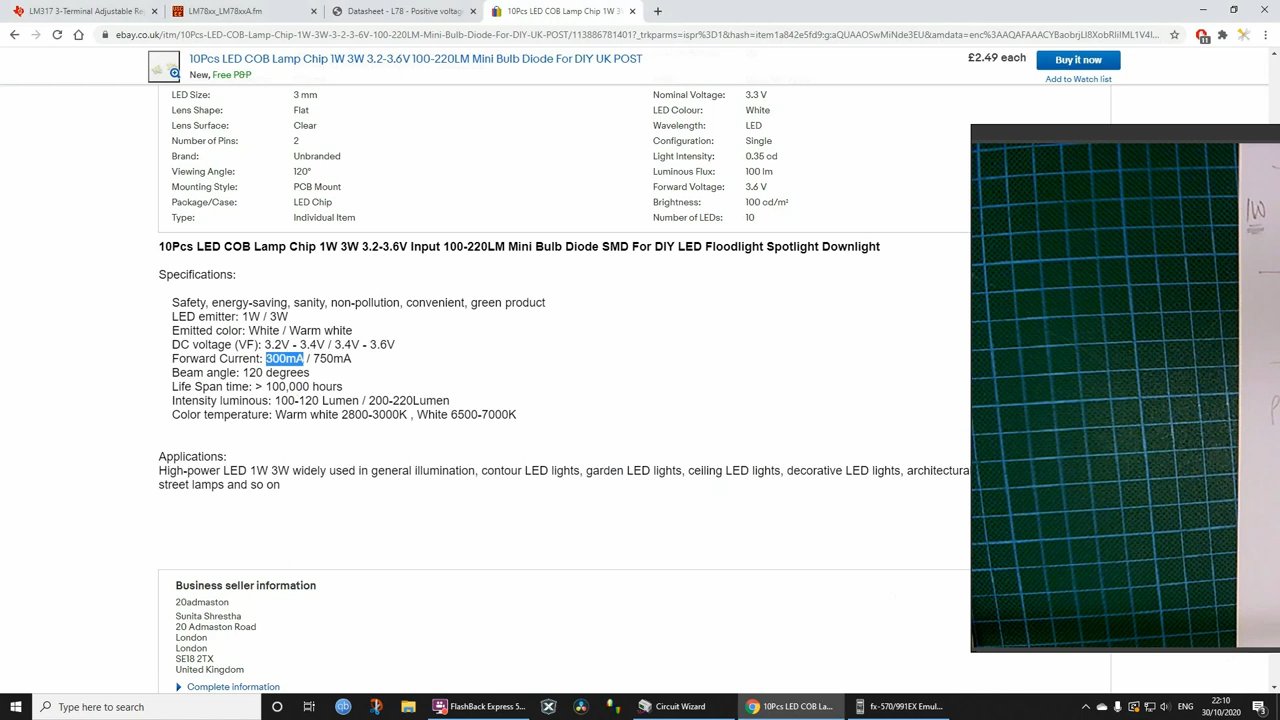 LM317 3-Terminal Adjustable Re
LM78xxLM78xxA.fm
Datasheet - L78 - Positive voltage
10Pcs LED COB Lamp Chip 1W 3W
ebay.co.uk/itm/10Pcs-LED-COB-Lamp-Chip-1W-3W-3-2-3-6V-100-220LM-Mini-Bulb-Diode-For-DIY-UK-POST/
11
10Pcs LED COB Lamp Chip 1W 3W 3.2-3.6V 100-220LM Mini Bulb Diode For DIY UK POST
New, Free P&P
£2.49 each
Buy it now
Add to Watch list
LED Size: 3 mm Nominal Voltage: 3.3 V
Lens Shape: Flat LED Colour: White
Lens Surface: Clear Wavelength: LED
Number of Pins: 2 Configuration: Single
Brand: Unbranded Light Intensity: 0.35 cd
Viewing Angle: 120° Luminous Flux: 100 lm
Mounting Style: PCB Mount Forward Voltage: 3.6 V
Package/Case: LED Chip Brightness: 100 cd/m²
Type: Individual Item Number of LEDs: 10
10Pcs LED COB Lamp Chip 1W 3W 3.2-3.6V Input 100-220LM Mini Bulb Diode SMD For DIY LED Floodlight Spotlight Downlight
Specifications:
Safety, energy-saving, sanity, non-pollution, convenient, green product
LED emitter: 1W / 3W
Emitted color: White / Warm white
DC voltage (VF): 3.2V - 3.4V / 3.4V - 3.6V
Forward Current: 300mA / 750mA
Beam angle: 120 degrees
Life Span time: > 100,000 hours
Intensity luminous: 100-120 Lumen / 200-220Lumen
Color temperature: Warm white 2800-3000K , White 6500-7000K
Applications:
High-power LED 1W 3W widely used in general illumination, contour LED lights, garden LED lights, ceiling LED lights, decorative LED lights, architectura
street lamps and so on
1W
Business seller information
20admaston
Sunita Shrestha
20 Admaston Road
London
London
SE18 2TX
United Kingdom
Complete information
Type here to search
FlashBack Express 5...
Circuit Wizard
10Pcs LED COB La...
fx-570/991EX Emul...
ENG
22:10
30/10/2020
3